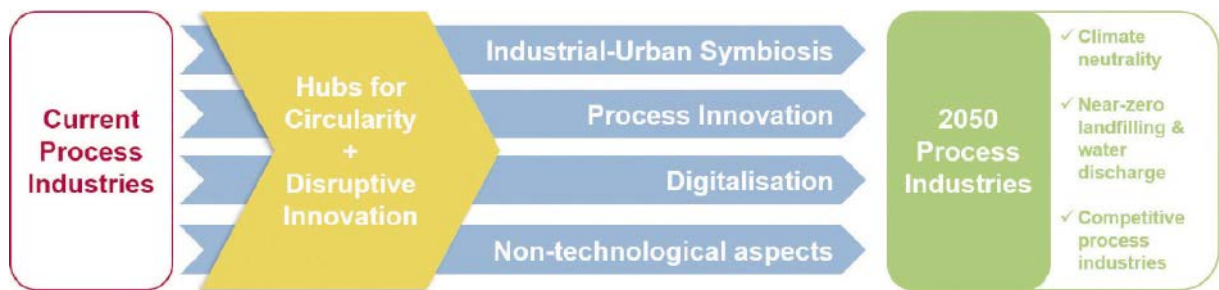 Current
Process
Industries
Hubs for
Circularity
+
Disruptive
Innovation
Industrial-Urban Symbiosis
Process Innovation
Digitalisation
Non-technological aspects
2050
Process
Industries
✓ Climate
neutrality
✓ Near-zero
landfilling &
water
discharge
✓ Competitive
process
industries